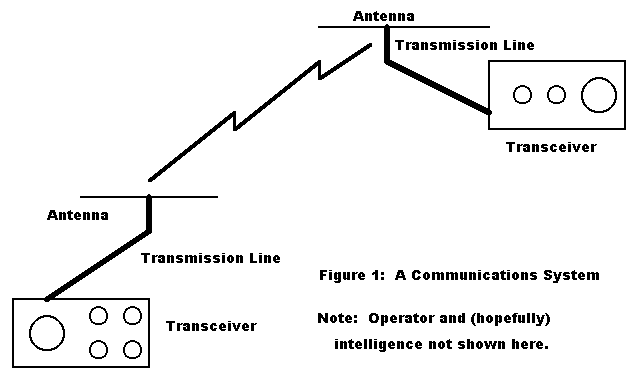 Antenna
Transmission Line
Transceiver
Antenna
Transmission Line
Transceiver
Figure 1: A Communications System
Note: Operator and (hopefully)
intelligence not shown here.